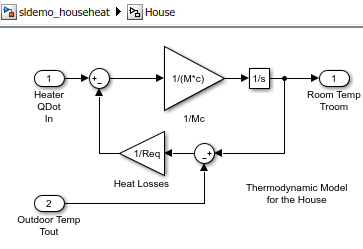 sldemo_househeat House
1
Heater
QDot
In
+
-
1/(M*c)
1/Mc
1/s
1
Room Temp
Troom
1/Req
Heat Losses
-
+
2
Outdoor Temp
Tout
Thermodynamic Model
for the House